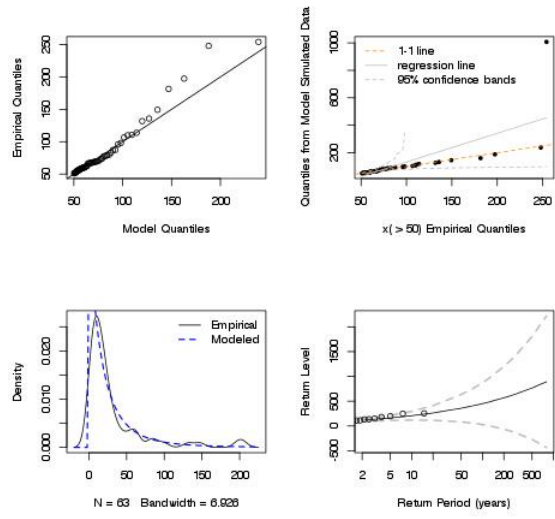 Empirical Quantiles
50 100 150 200 250
50 100 150 200
Model Quantiles
Quantiles from Model Simulated Data
200 600 1000
1-1 line
regression line
95% confidence bands
50 100 150 200 250
x( > 50) Empirical Quantiles
Density
0.000 0.010 0.020
Empirical
Modeled
0 50 100 150 200
N = 63 Bandwidth = 6.926
Return Level
-500 500 1500
2 5 10 50 200 500
Return Period (years)